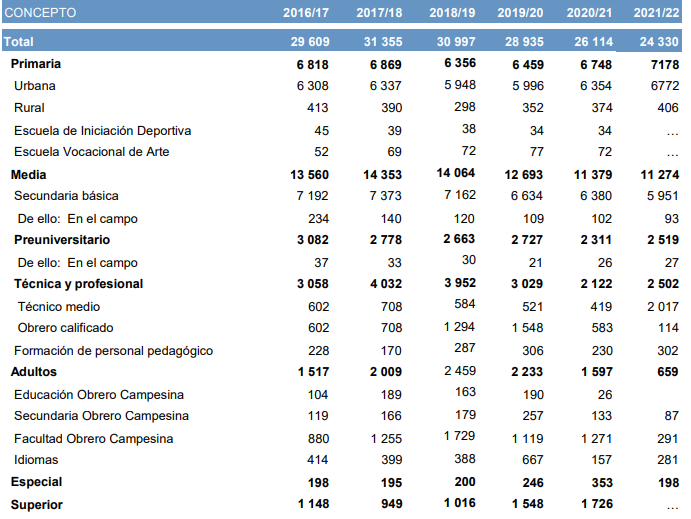 CONCEPTO 2016/17 2017/18 2018/19 2019/20 2020/21 2021/22
Total 29 609 31 355 30 997 28 935 26 114 24 330
Primaria 6 818 6 869 6 356 6 459 6 748 7178
Urbana 6 308 6 337 5 948 5 996 6 354 6772
Rural 413 390 298 352 374 406
Escuela de Iniciación Deportiva 45 39 38 34 34 ...
Escuela Vocacional de Arte 52 69 72 77 72 ...
Media 13 560 14 353 14 064 12 693 11 379 11 274
Secundaria básica 7 192 7 373 7 162 6 634 6 380 5 951
De ello: En el campo 234 140 120 109 102 93
Preuniversitario 3 082 2 778 2 663 2 727 2 311 2 519
De ello: En el campo 37 33 30 21 26 27
Técnica y profesional 3 058 4 032 3 952 3 029 2 122 2 502
Técnico medio 602 708 584 521 419 2 017
Obrero calificado 602 708 1 294 1 548 583 114
Formación de personal pedagógico 228 170 287 306 230 302
Adultos 1 517 2 009 2 459 2 233 1 597 659
Educación Obrero Campesina 104 189 163 190 26
Secundaria Obrero Campesina 119 166 179 257 133 87
Facultad Obrero Campesina 880 1 255 1 729 1 119 1 271 291
Idiomas 414 399 388 667 157 281
Especial 198 195 200 246 353 198
Superior 1 148 949 1 016 1 548 1 726 ...